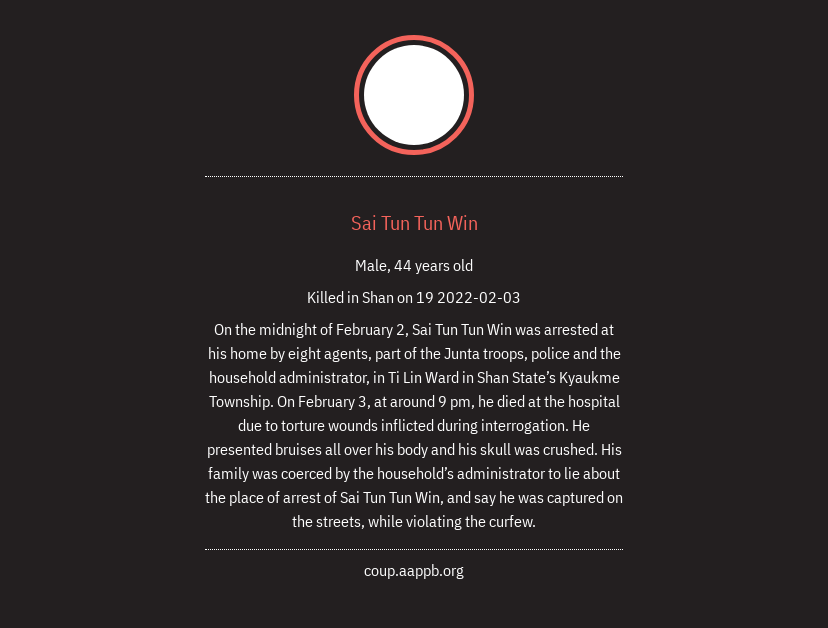 Sai Tun Tun Win
Male, 44 years old
Killed in Shan on 19 2022-02-03
On the midnight of February 2, Sai Tun Tun Win was arrested at
his home by eight agents, part of the Junta troops, police and the
household administrator, in Ti Lin Ward in Shan State’s Kyaukme
Township. On February 3, at around 9 pm, he died at the hospital
due to torture wounds inflicted during interrogation. He
presented bruises all over his body and his skull was crushed. His
family was coerced by the household’s administrator to lie about
the place of arrest of Sai Tun Tun Win, and say he was captured on
the streets, while violating the curfew.
coup.aappb.org